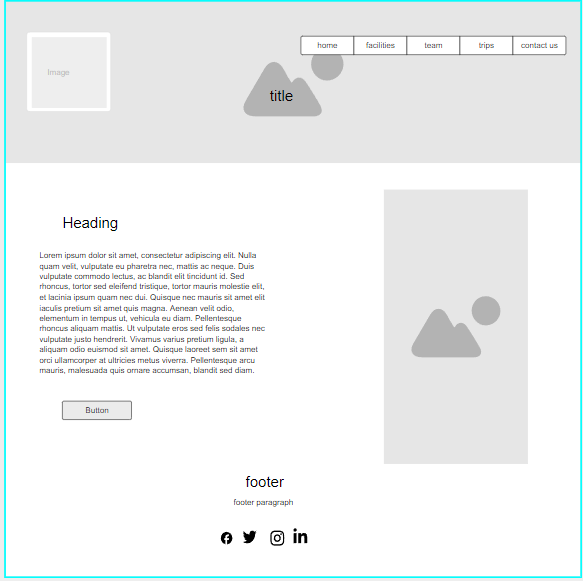 home facilities team trips contact us
Image
title
Heading
Lorem ipsum dolor sit amet, consectetur adipiscing elit. Nulla
quam velit, vulputate eu pharetra nec, mattis ac neque. Duis
vulputate commodo lectus, ac blandit elit tincidunt id. Sed
rhoncus, tortor sed eleifend tristique, tortor mauris molestie elit,
et lacinia ipsum quam nec dui. Quisque nec mauris sit amet elit
iaculis pretium sit amet quis magna. Aenean velit odio,
elementum in tempus ut, vehicula eu diam. Pellentesque
rhoncus aliquam mattis. Ut vulputate eros sed felis sodales nec
vulputate justo hendrerit. Vivamus varius pretium ligula, a
aliquam odio euismod sit amet. Quisque laoreet sem sit amet
orci ullamcorper at ultricies metus viverra. Pellentesque arcu
mauris, malesuada quis ornare accumsan, blandit sed diam.
Button
footer
footer paragraph